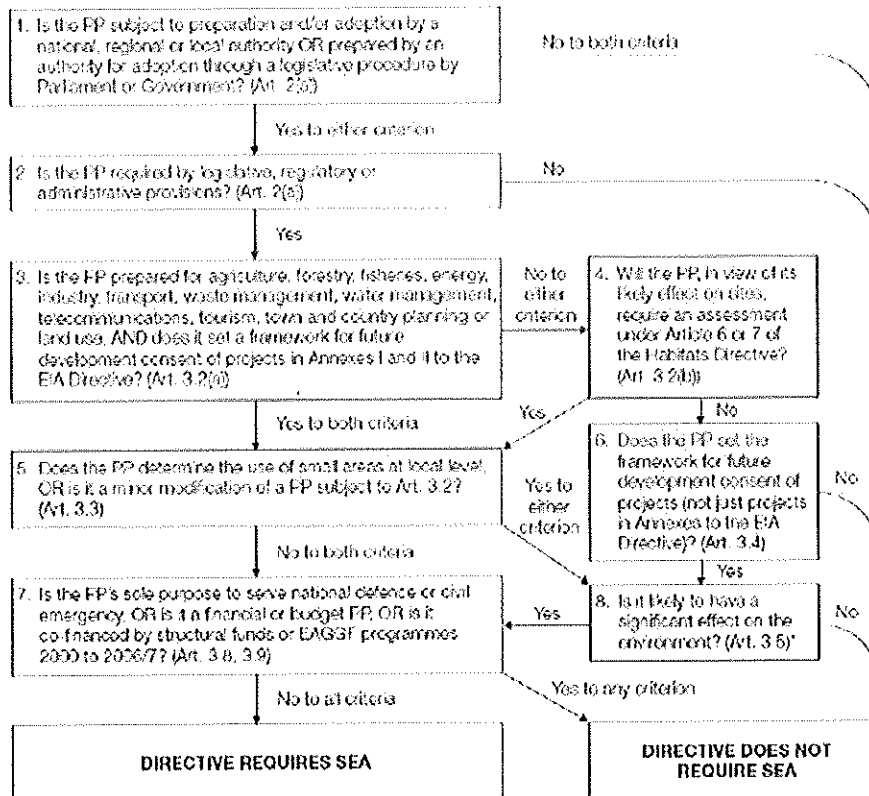 1. Is the PP subject to preparation and/or adoption by a
national, regional or local authority OR prepared by an
authority for adoption through a legislative procedure by
Parliament or Government? (Art. 2(a))
No to both criteria
Yes to either criterion
2. Is the PP required by legislative, regulatory or
administrative provisions? (Art. 2(a))
No
Yes
3. Is the PP prepared for agriculture, forestry, fisheries, energy,
industry, transport, waste management, water management,
telecommunications, tourism, town and country planning or
land use, AND does it set a framework for future
development consent of projects in Annexes I and II to the
EIA Directive? (Art. 3.2(a))
No to
either
criterion
4. Will the PP, in view of its
likely effect on sites,
require an assessment
under Article 6 or 7 of
the Habitats Directive?
(Art. 3.2(b))
Yes to both criteria
Yes
No
5. Does the PP determine the use of small areas at local level,
OR is it a minor modification of a PP subject to Art. 3.2?
(Art. 3.3)
Yes to
either
criterion
6. Does the PP set the
framework for future
development consent of
projects (not just projects
in Annexes to the EIA
Directive)? (Art. 3.4)
No
No to both criteria
Yes
7. Is the PP's sole purpose to serve national defence or civil
emergency, OR is it a financial or budget PP, OR is it
co-financed by structural funds or EAGGF programmes
2000 to 2006/7? (Art. 3.8, 3.9)
Yes
8. Is it likely to have a
significant effect on the
environment? (Art. 3.5)*
No
No to all criteria
Yes to any criterion
DIRECTIVE REQUIRES SEA
DIRECTIVE DOES NOT
REQUIRE SEA